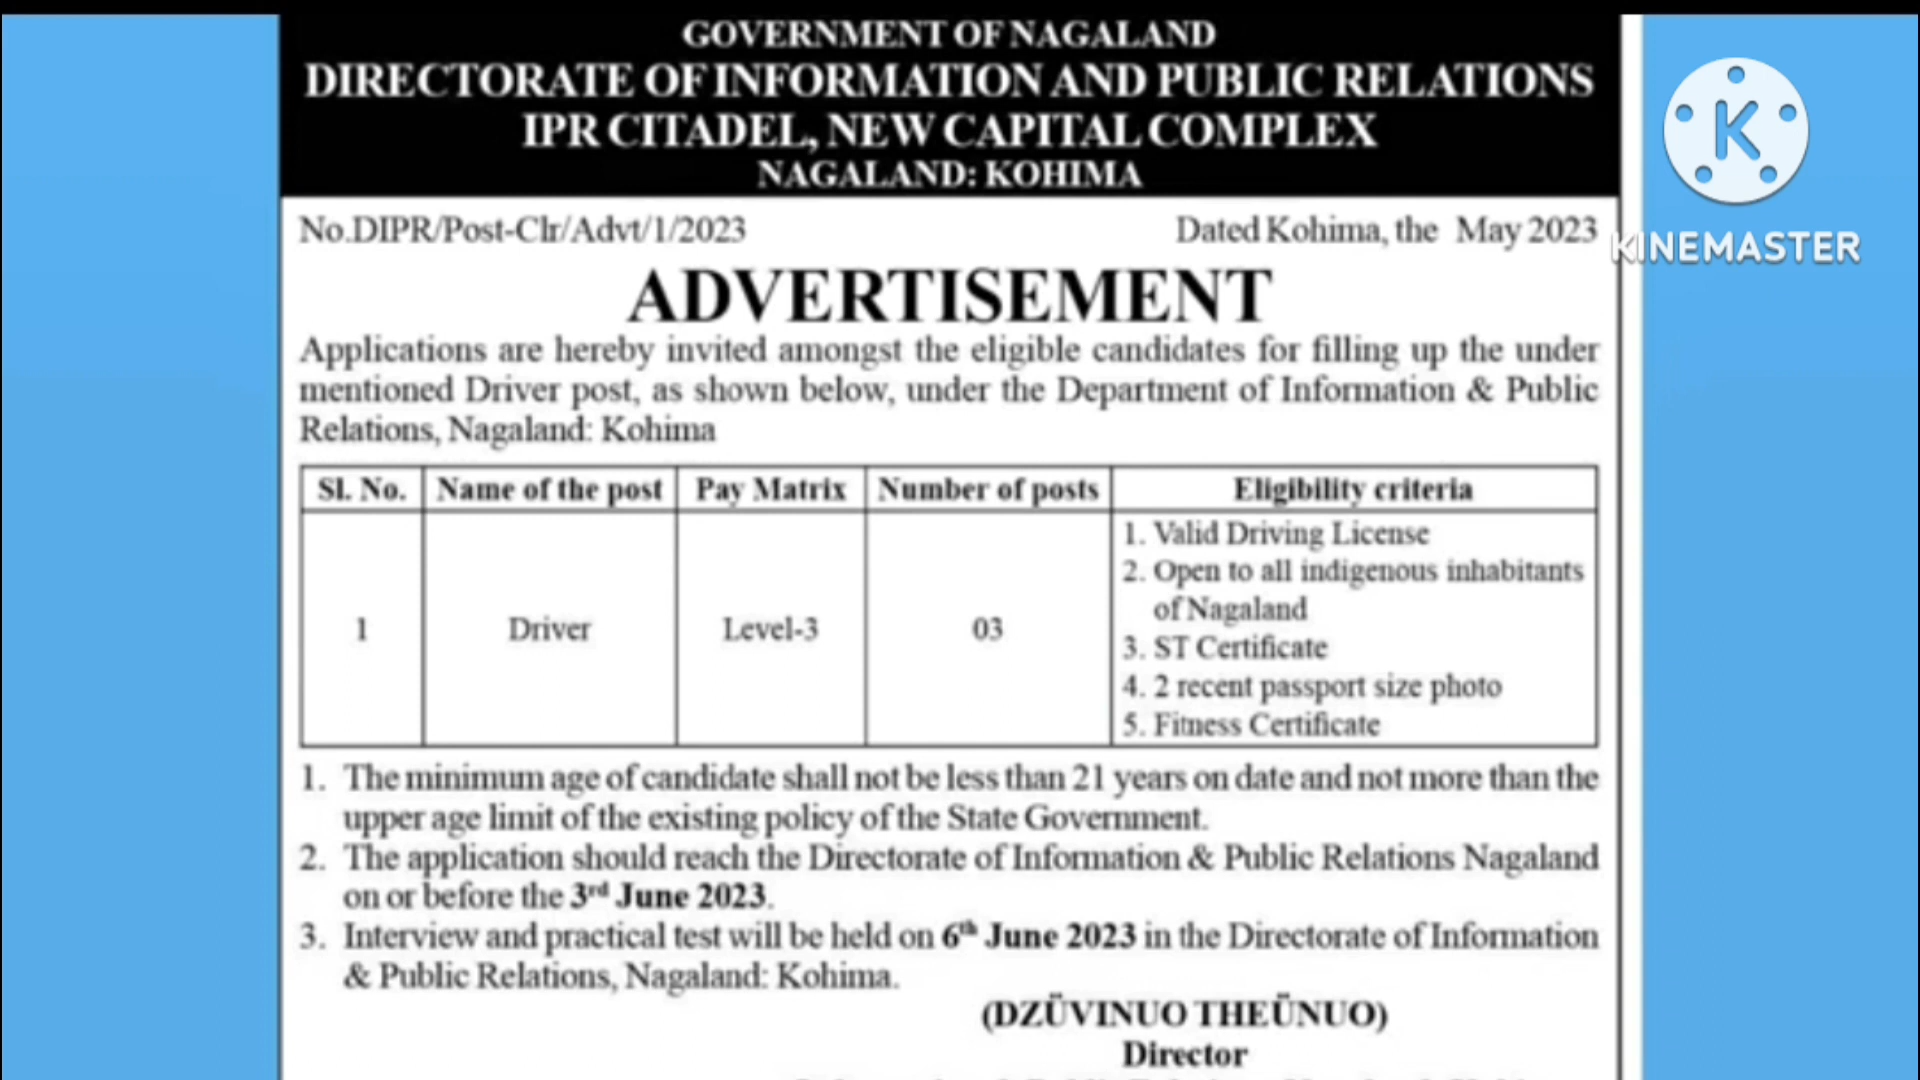 GOVERNMENT OF NAGALAND
DIRECTORATE OF INFORMATION AND PUBLIC RELATIONS
IPR CITADEL, NEW CAPITAL COMPLEX
NAGALAND: KOHIMA
No.DIPR/Post-Clr/Advt/1/2023 Dated Kohima, the May 2023
K
KINEMASTER
ADVERTISEMENT
Applications are hereby invited amongst the eligible candidates for filling up the under
mentioned Driver post, as shown below, under the Department of Information & Public
Relations, Nagaland: Kohima
Sl. No. Name of the post Pay Matrix Number of posts Eligibility criteria
1 Driver Level-3 03
1. Valid Driving License
2. Open to all indigenous inhabitants
of Nagaland
3. ST Certificate
4. 2 recent passport size photo
5. Fitness Certificate
1. The minimum age of candidate shall not be less than 21 years on date and not more than the
upper age limit of the existing policy of the State Government.
2. The application should reach the Directorate of Information & Public Relations Nagaland
on or before the 3rd June 2023.
3. Interview and practical test will be held on 6th June 2023 in the Directorate of Information
& Public Relations, Nagaland: Kohima.
(DZÜVINUO THEÜNUO)
Director